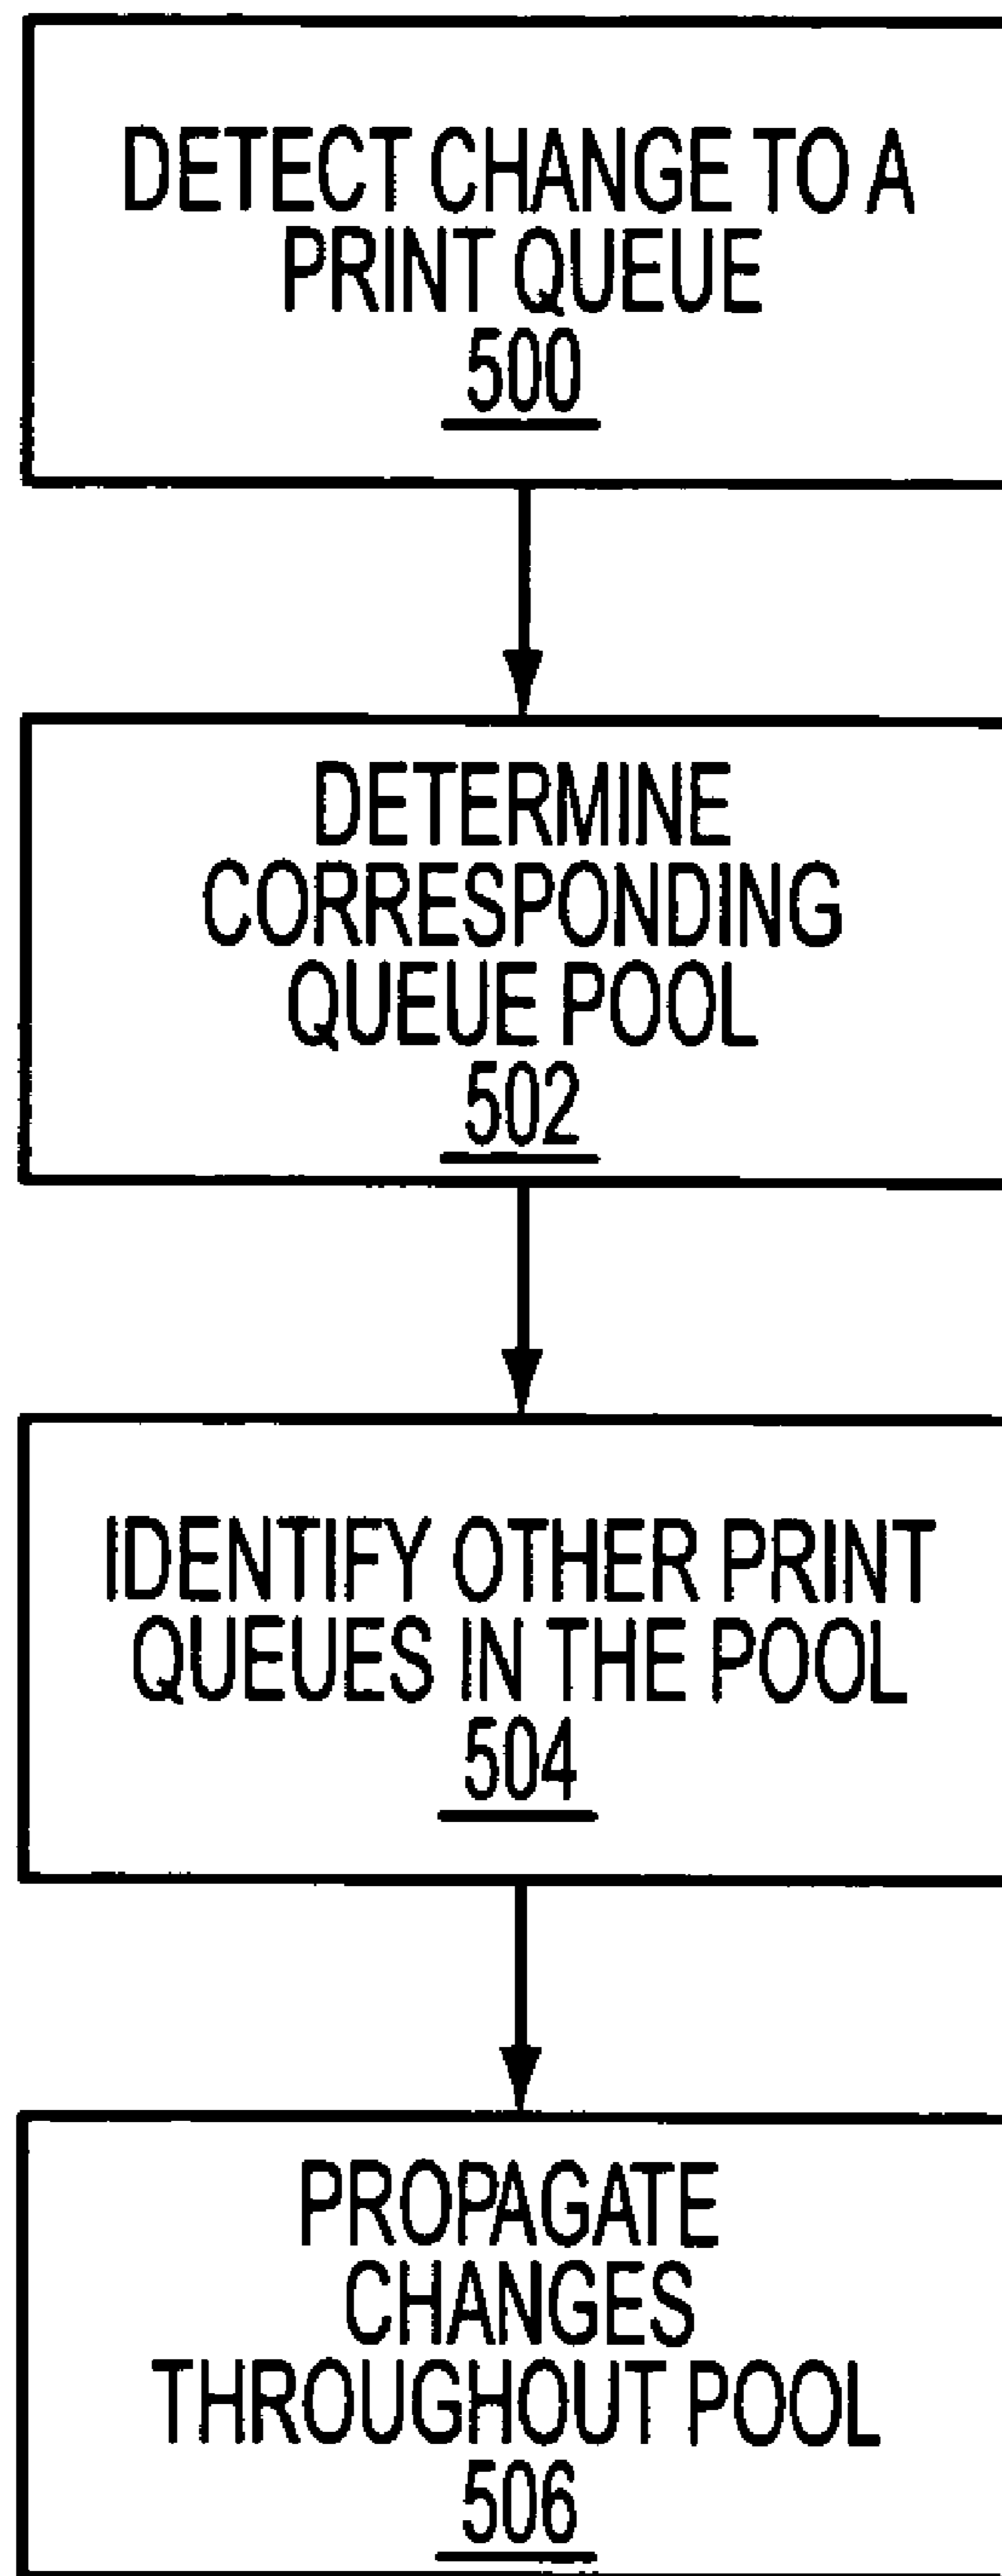 DETECT CHANGE TO A
PRINT QUEUE
500
DETERMINE
CORRESPONDING
QUEUE POOL
502
IDENTIFY OTHER PRINT
QUEUES IN THE POOL
504
PROPAGATE
CHANGES
THROUGHOUT POOL
506